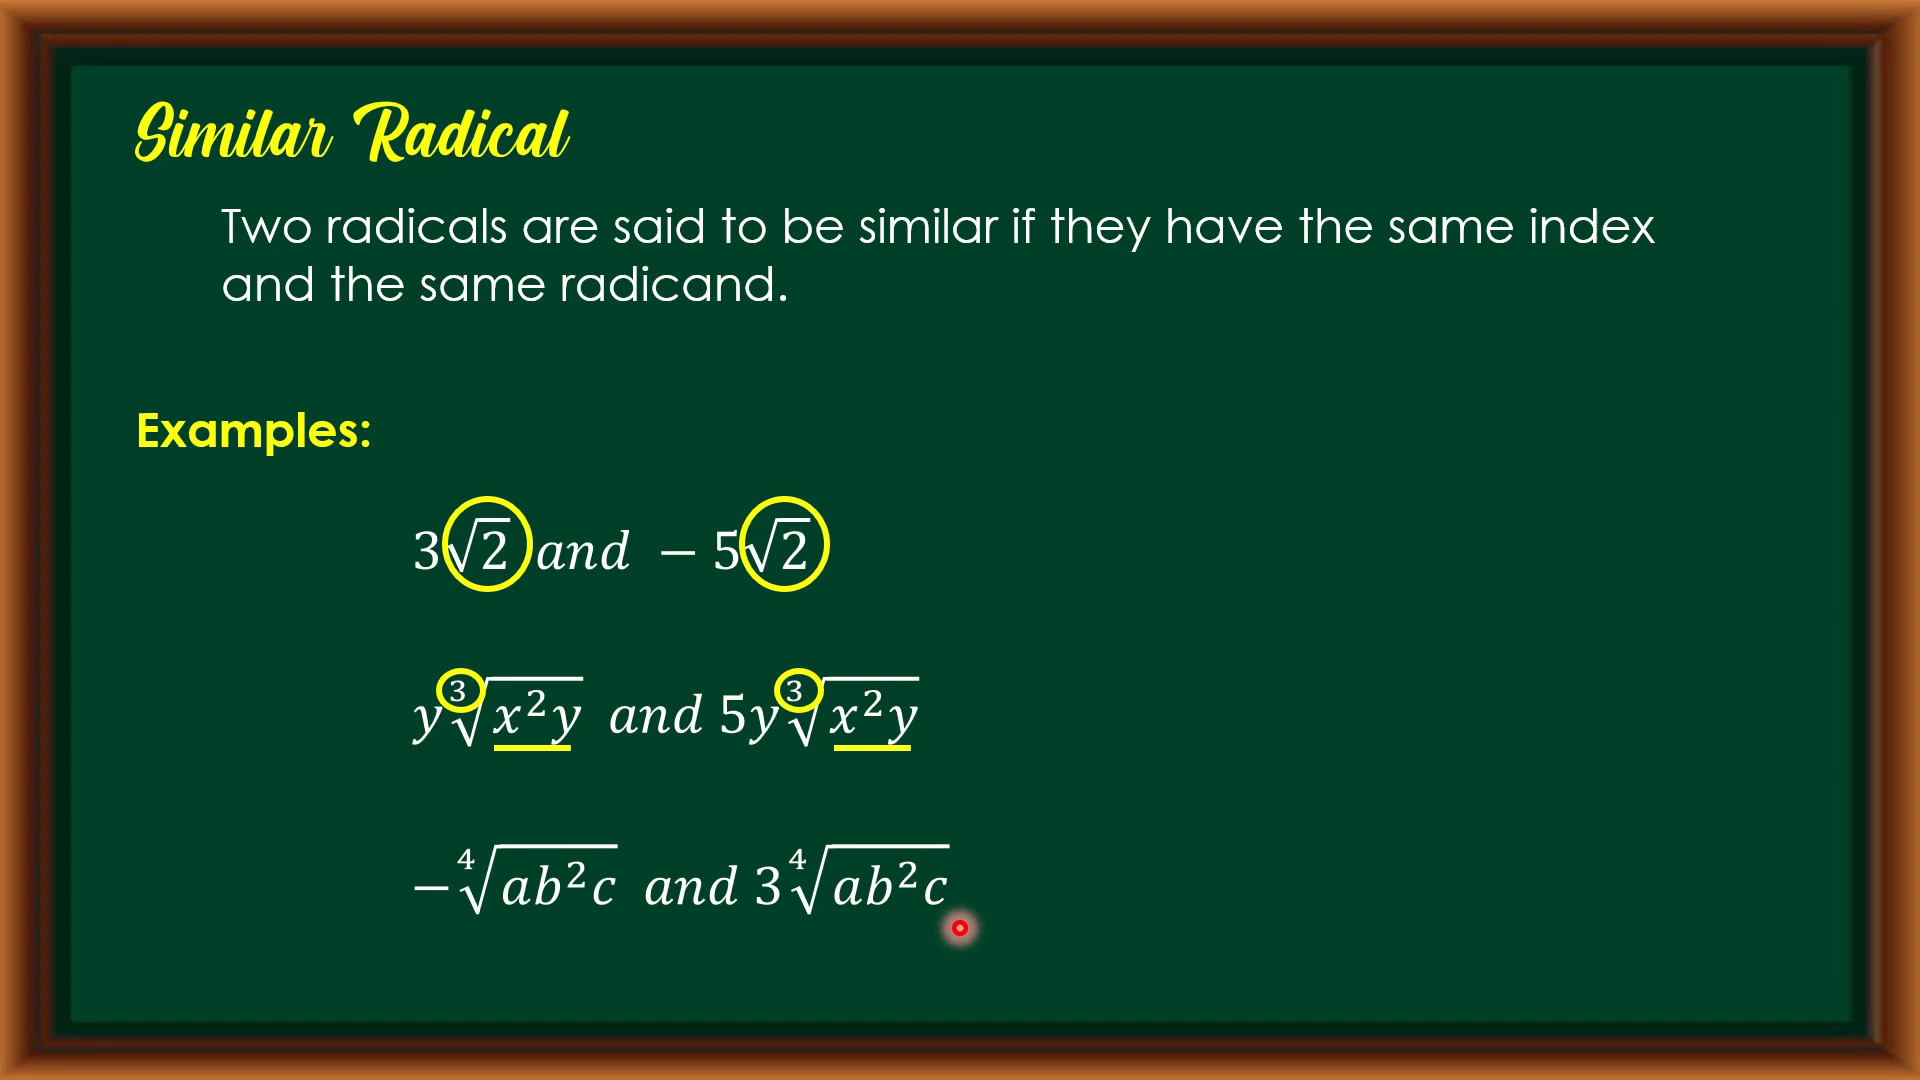 Similar Radical
Two radicals are said to be similar if they have the same index
and the same radicand.
Examples:
3√2 and − 5√2
y∛(x²y) and 5y∛(x²y)
−∜(ab²c) and 3∜(ab²c)